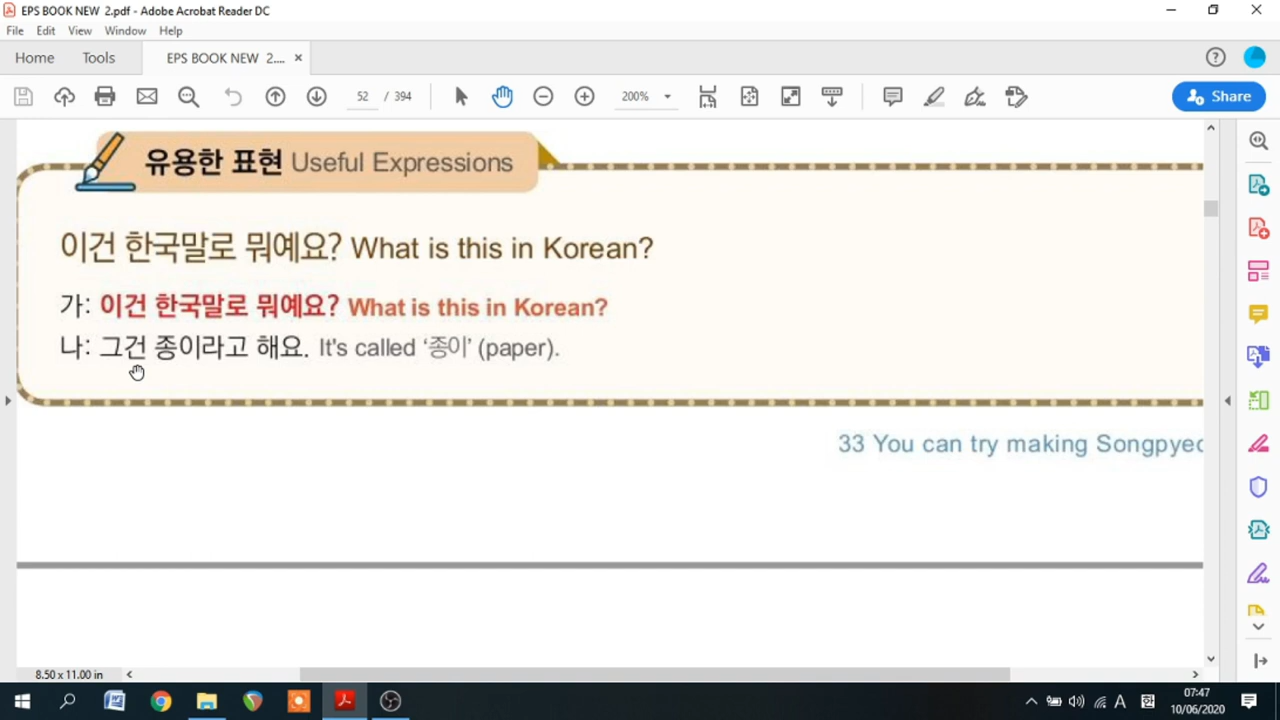 EPS BOOK NEW 2.pdf - Adobe Acrobat Reader DC
File Edit View Window Help
Home Tools EPS BOOK NEW 2.... ×
52 / 394 200% Share
유용한 표현 Useful Expressions
이건 한국말로 뭐예요? What is this in Korean?
가: 이건 한국말로 뭐예요? What is this in Korean?
나: 그건 종이라고 해요. It's called ‘종이’ (paper).
33 You can try making Songpyeo
8.50 x 11.00 in
A 한 07:47
10/06/2020